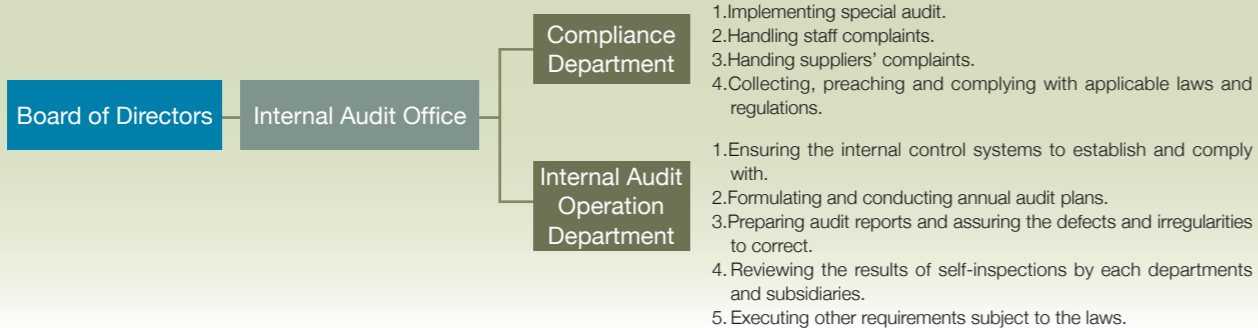 Board of Directors
Internal Audit Office
Compliance
Department
1.Implementing special audit.
2.Handling staff complaints.
3.Handing suppliers' complaints.
4.Collecting, preaching and complying with applicable laws and
regulations.
Internal Audit
Operation
Department
1.Ensuring the internal control systems to establish and comply
with.
2.Formulating and conducting annual audit plans.
3.Preparing audit reports and assuring the defects and irregularities
to correct.
4. Reviewing the results of self-inspections by each departments
and subsidiaries.
5. Executing other requirements subject to the laws.